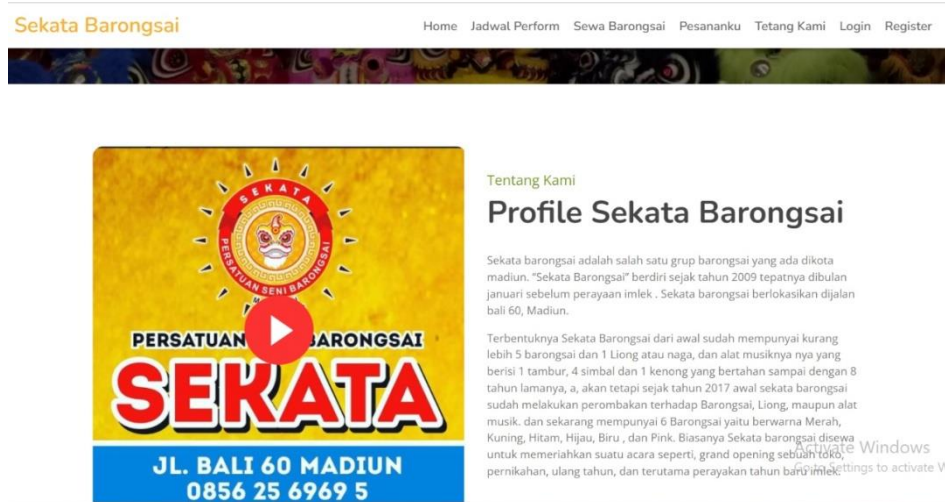 Sekata Barongsai
Home Jadwal Perform Sewa Barongsai Pesananku Tetang Kami Login Register
SEKATA
PERSATUAN SENI BARONGSAI
PERSATUAN BARONGSAI
SEKATA
JL. BALI 60 MADIUN
0856 25 6969 5
Tentang Kami
Profile Sekata Barongsai
Sekata barongsai adalah salah satu grup barongsai yang ada dikota
madiun. “Sekata Barongsai” berdiri sejak tahun 2009 tepatnya dibulan
januari sebelum perayaan imlek . Sekata barongsai berlokasikan dijalan
bali 60, Madiun.
Terbentuknya Sekata Barongsai dari awal sudah mempunyai kurang
lebih 5 barongsai dan 1 Liong atau naga, dan alat musiknya nya yang
berisi 1 tambur, 4 simbal dan 1 kenong yang bertahan sampai dengan 8
tahun lamanya, a, akan tetapi sejak tahun 2017 awal sekata barongsai
sudah melakukan perombakan terhadap Barongsai, Liong, maupun alat
musik. dan sekarang mempunyai 6 Barongsai yaitu berwarna Merah,
Kuning, Hitam, Hijau, Biru , dan Pink. Biasanya Sekata barongsai disewa
untuk memeriahkan suatu acara seperti, grand opening sebuah toko,
pernikahan, ulang tahun, dan terutama perayakan tahun baru imlek.
Activate Windows
Go to Settings to activate W